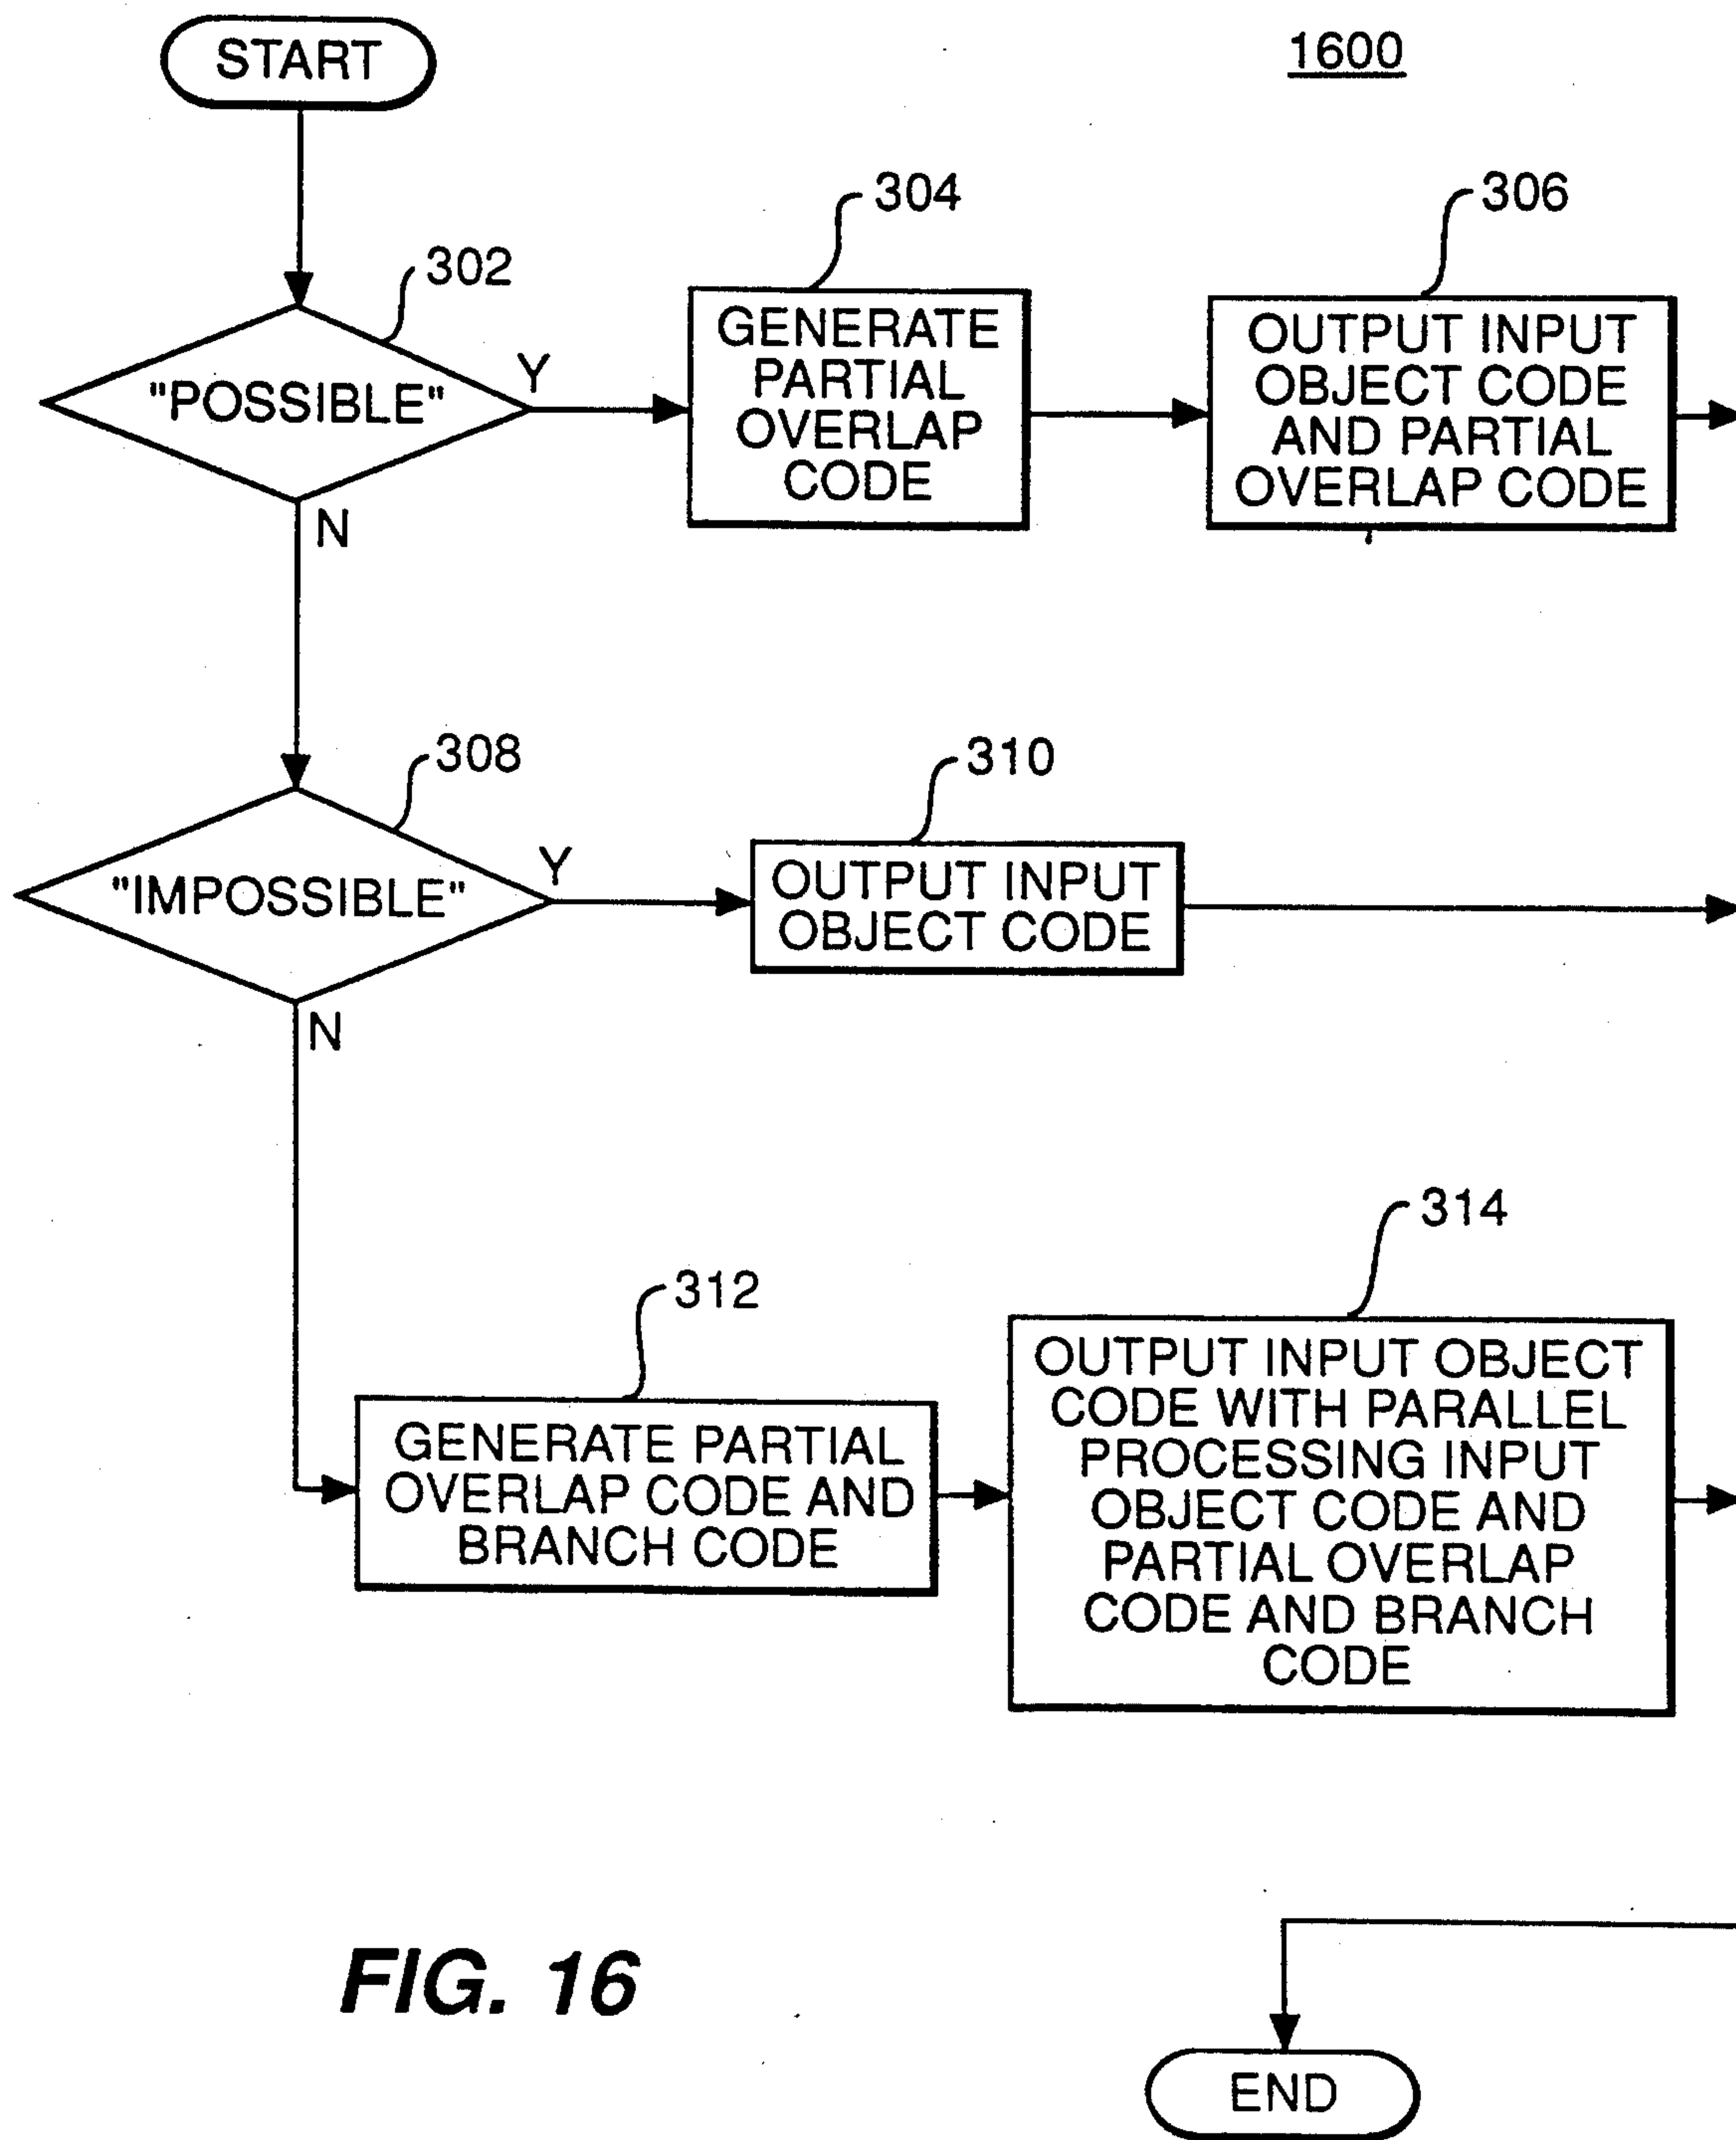 START
1600
302
304
306
"POSSIBLE"
Y
N
GENERATE
PARTIAL
OVERLAP
CODE
OUTPUT INPUT
OBJECT CODE
AND PARTIAL
OVERLAP CODE
308
310
"IMPOSSIBLE"
Y
N
OUTPUT INPUT
OBJECT CODE
312
314
GENERATE PARTIAL
OVERLAP CODE AND
BRANCH CODE
OUTPUT INPUT OBJECT
CODE WITH PARALLEL
PROCESSING INPUT
OBJECT CODE AND
PARTIAL OVERLAP
CODE AND BRANCH
CODE
FIG. 16
END